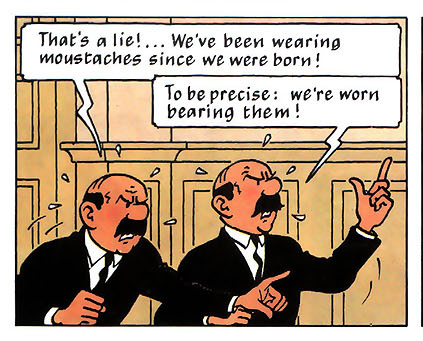 That's a lie!... We've been wearing
moustaches since we were born!
To be precise: we're worn
bearing them!